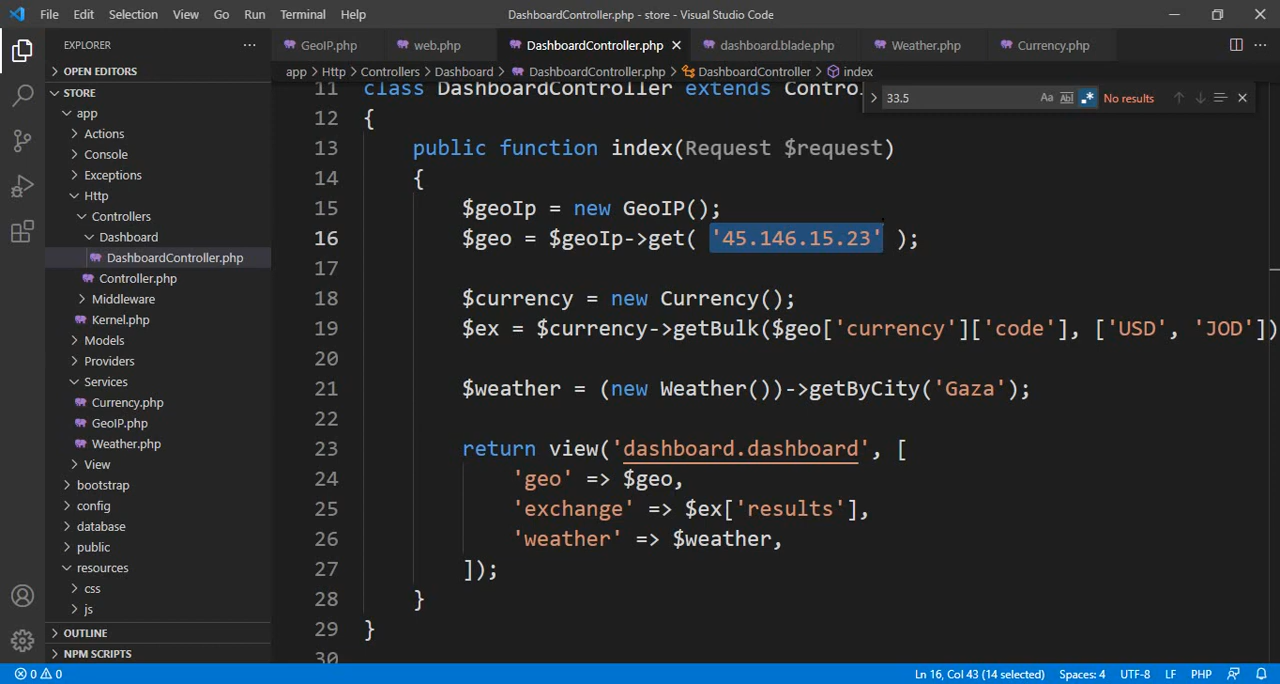 File Edit Selection View Go Run Terminal Help DashboardController.php - store - Visual Studio Code
EXPLORER
OPEN EDITORS
STORE
app
Actions
Console
Exceptions
Http
Controllers
Dashboard
DashboardController.php
Controller.php
Middleware
Kernel.php
Models
Providers
Services
Currency.php
GeoIP.php
Weather.php
View
bootstrap
config
database
public
resources
css
js
OUTLINE
NPM SCRIPTS
GeoIP.php web.php DashboardController.php dashboard.blade.php Weather.php Currency.php
app > Http > Controllers > Dashboard > DashboardController.php > DashboardController > index
33.5 Aa Abl .* No results
11 class DashboardController extends Contro
12 {
13 public function index(Request $request)
14 {
15 $geoIp = new GeoIP();
16 $geo = $geoIp->get( '45.146.15.23' );
17
18 $currency = new Currency();
19 $ex = $currency->getBulk($geo['currency']['code'], ['USD', 'JOD'])
20
21 $weather = (new Weather())->getByCity('Gaza');
22
23 return view('dashboard.dashboard', [
24 'geo' => $geo,
25 'exchange' => $ex['results'],
26 'weather' => $weather,
27 ]);
28 }
29 }
30
0 0 Ln 16, Col 43 (14 selected) Spaces: 4 UTF-8 LF PHP